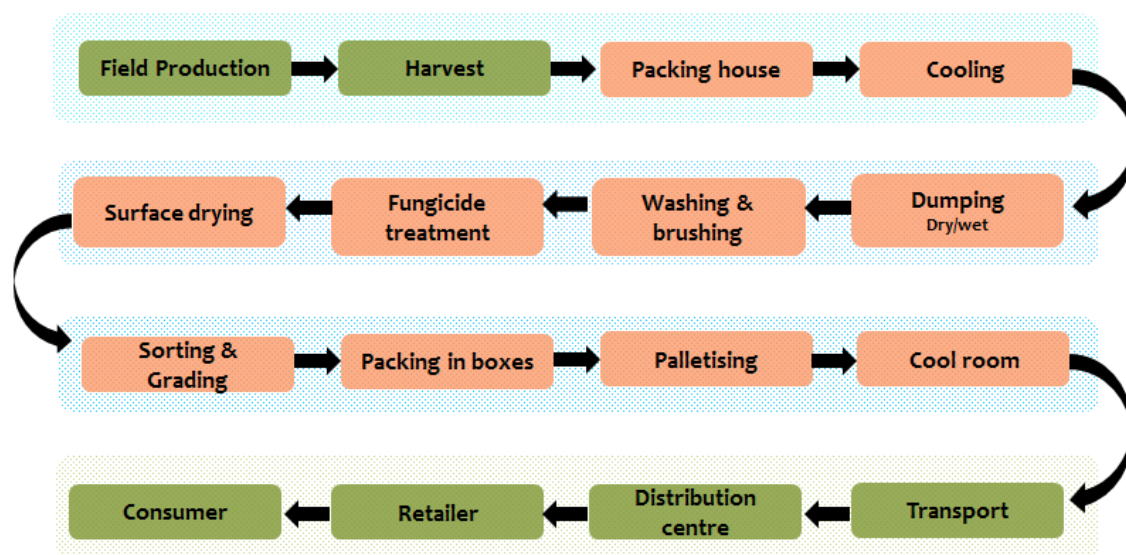 Field Production
Harvest
Packing house
Cooling
Dumping
Dry/wet
Washing &
brushing
Fungicide
treatment
Surface drying
Sorting &
Grading
Packing in boxes
Palletising
Cool room
Transport
Distribution
centre
Retailer
Consumer